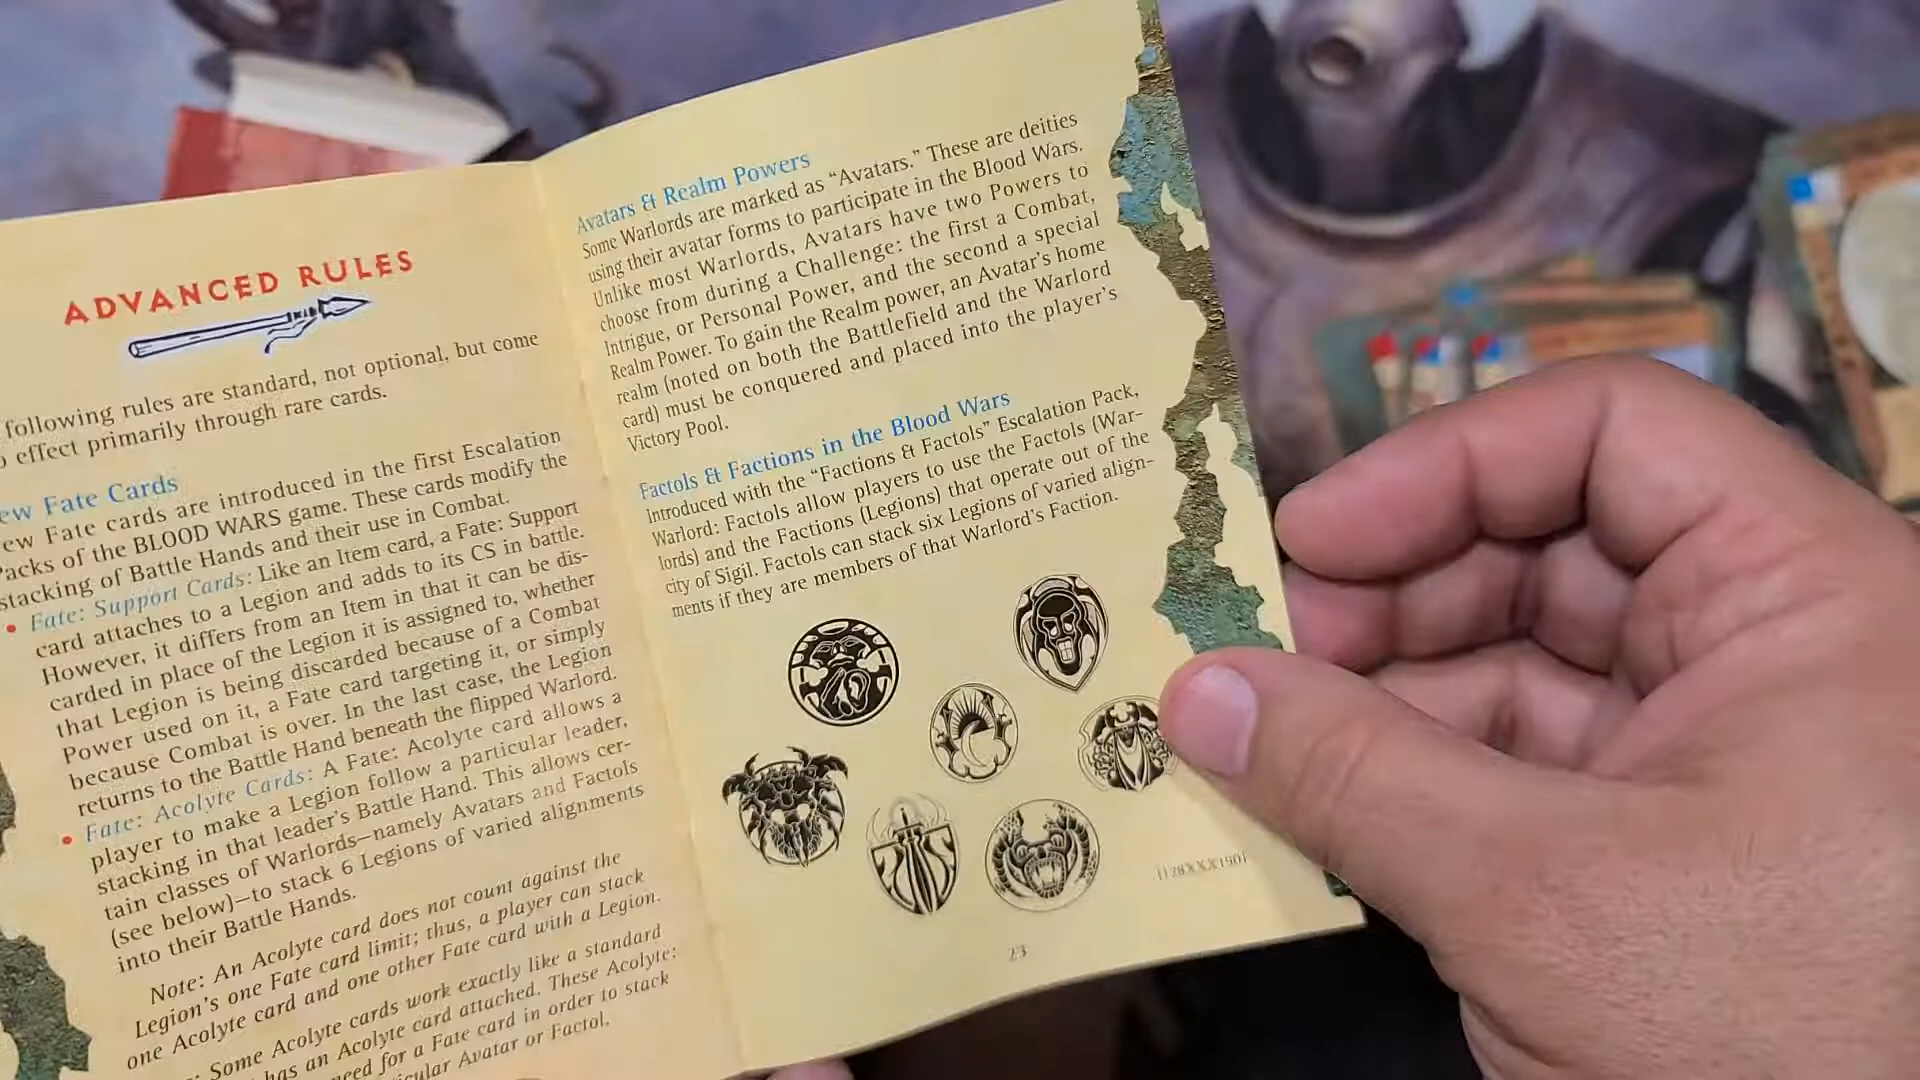 ADVANCED RULES
following rules are standard, not optional, but come
effect primarily through rare cards.
ew Fate Cards
ew Fate cards are introduced in the first Escalation
Packs of the BLOOD WARS game. These cards modify the
stacking of Battle Hands and their use in Combat.
• Fate: Support Cards: Like an Item card, a Fate: Support
card attaches to a Legion and adds to its CS in battle.
However, it differs from an Item in that it can be dis-
carded in place of the Legion it is assigned to, whether
that Legion is being discarded because of a Combat
Power used on it, a Fate card targeting it, or simply
because Combat is over. In the last case, the Legion
returns to the Battle Hand beneath the flipped Warlord.
• Fate: Acolyte Cards: A Fate: Acolyte card allows a
player to make a Legion follow a particular leader,
stacking in that leader's Battle Hand. This allows cer-
tain classes of Warlords—namely Avatars and Factols
(see below)—to stack 6 Legions of varied alignments
into their Battle Hands.
Note: An Acolyte card does not count against the
Legion's one Fate card limit; thus, a player can stack
one Acolyte card and one other Fate card with a Legion.
: Some Acolyte cards work exactly like a standard
has an Acolyte card attached. These Acolyte:
need for a Fate card in order to stack
icular Avatar or Factol.
Avatars & Realm Powers
Some Warlords are marked as “Avatars.” These are deities
using their avatar forms to participate in the Blood Wars.
Unlike most Warlords, Avatars have two Powers to
choose from during a Challenge: the first a Combat,
Intrigue, or Personal Power, and the second a special
Realm Power. To gain the Realm power, an Avatar's home
realm (noted on both the Battlefield and the Warlord
card) must be conquered and placed into the player's
Victory Pool.
Factols & Factions in the Blood Wars
Introduced with the “Factions & Factols” Escalation Pack,
Warlord: Factols allow players to use the Factols (War-
lords) and the Factions (Legions) that operate out of the
city of Sigil. Factols can stack six Legions of varied align-
ments if they are members of that Warlord's Faction.
23